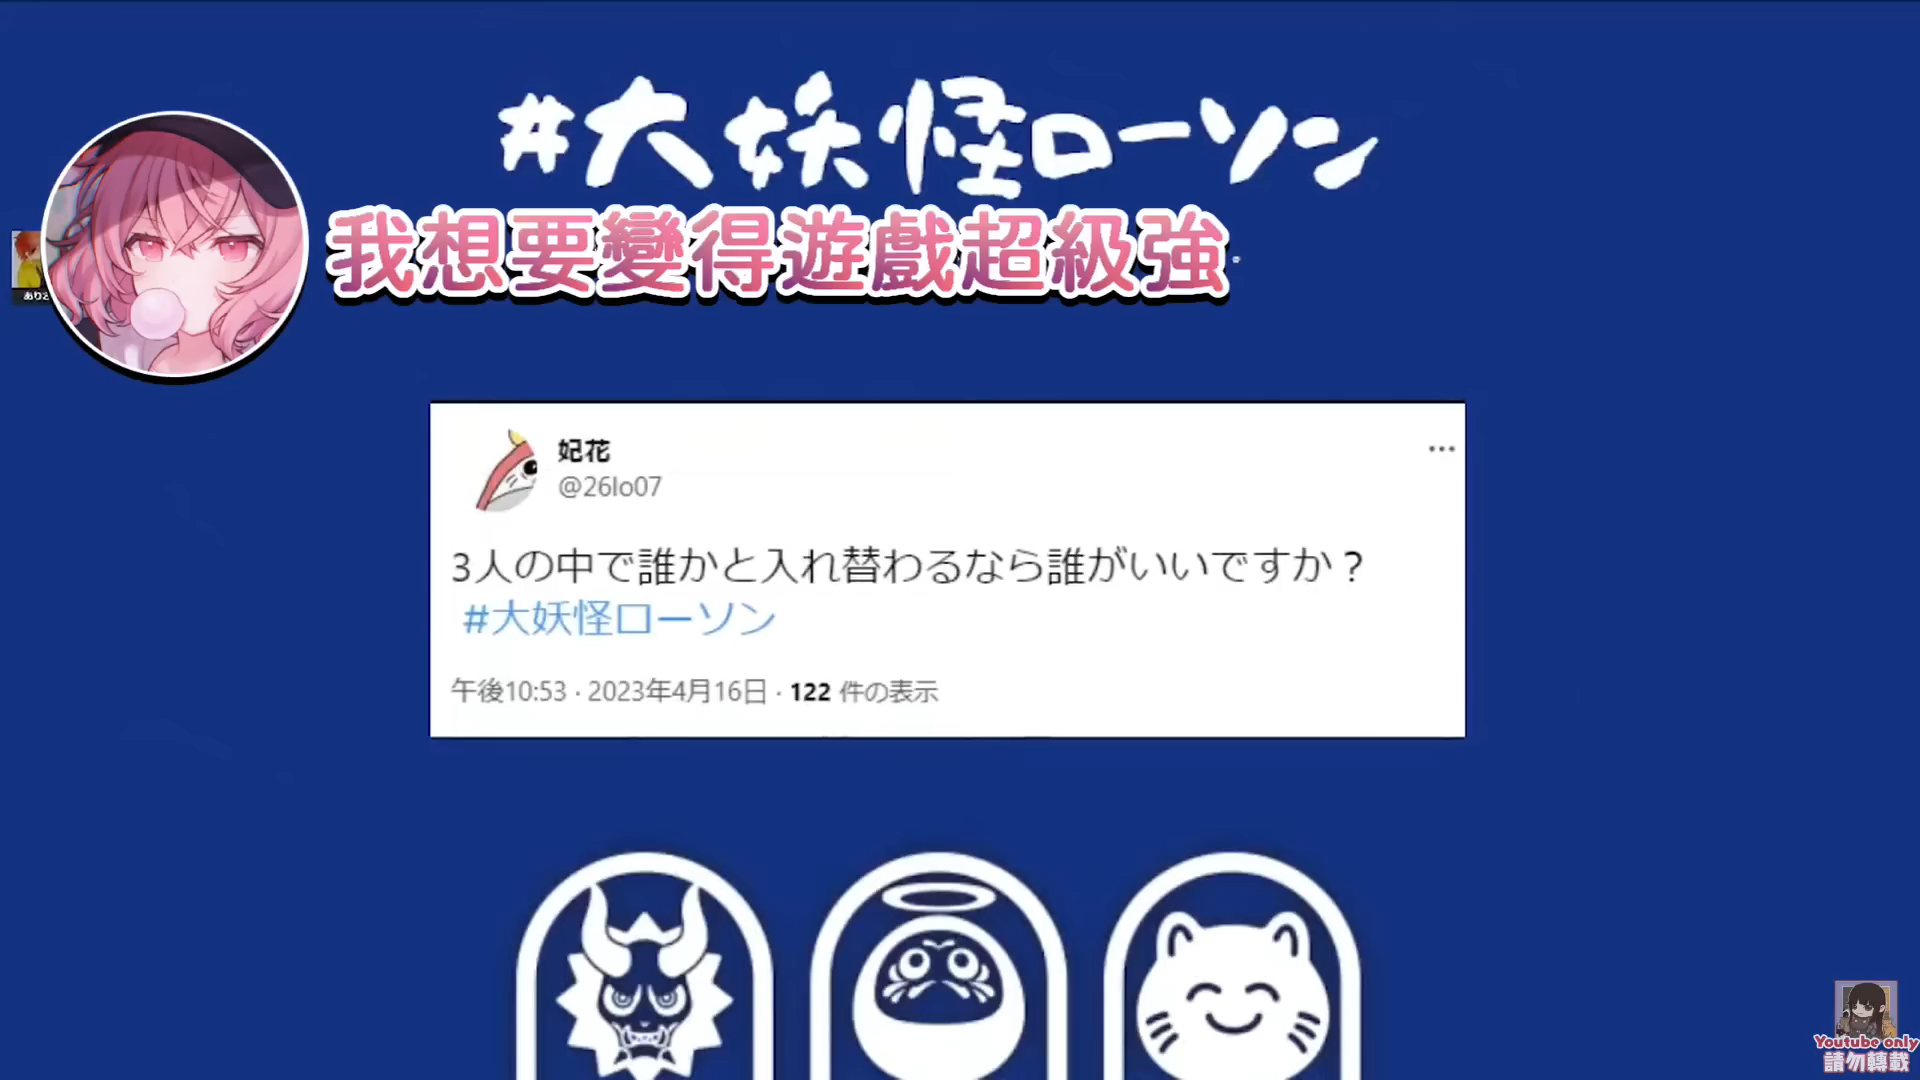 #大妖怪ローソン
我想要變得遊戲超級強
妃花
@26lo07
3人の中で誰かと入れ替わるなら誰がいいですか？
#大妖怪ローソン
午後10:53 · 2023年4月16日 · 122 件の表示
Youtube only
請勿轉載